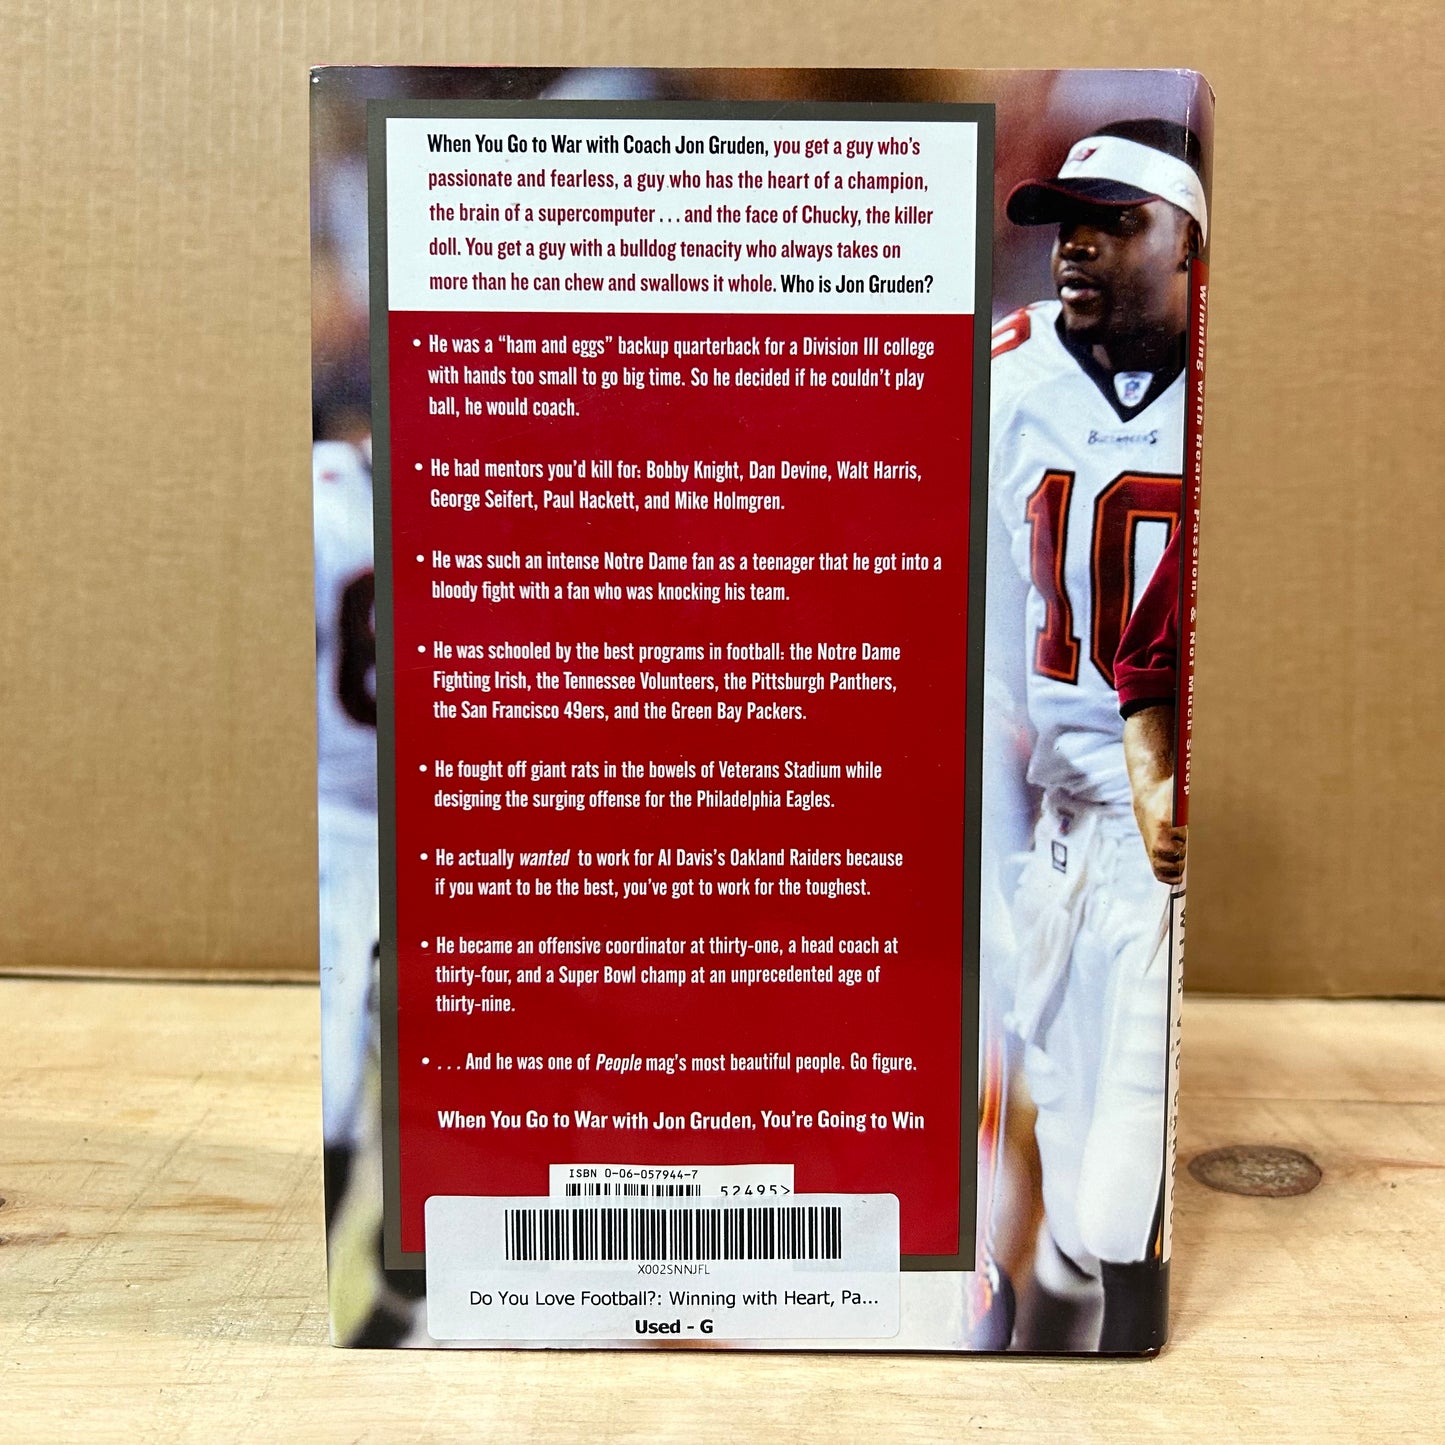 When You Go to War with Coach Jon Gruden, you get a guy who's
passionate and fearless, a guy who has the heart of a champion,
the brain of a supercomputer . . . and the face of Chucky, the killer
doll. You get a guy with a bulldog tenacity who always takes on
more than he can chew and swallows it whole. Who is Jon Gruden?
• He was a “ham and eggs” backup quarterback for a Division III college
with hands too small to go big time. So he decided if he couldn't play
ball, he would coach.
• He had mentors you'd kill for: Bobby Knight, Dan Devine, Walt Harris,
George Seifert, Paul Hackett, and Mike Holmgren.
• He was such an intense Notre Dame fan as a teenager that he got into a
bloody fight with a fan who was knocking his team.
• He was schooled by the best programs in football: the Notre Dame
Fighting Irish, the Tennessee Volunteers, the Pittsburgh Panthers,
the San Francisco 49ers, and the Green Bay Packers.
• He fought off giant rats in the bowels of Veterans Stadium while
designing the surging offense for the Philadelphia Eagles.
• He actually wanted to work for Al Davis's Oakland Raiders because
if you want to be the best, you've got to work for the toughest.
• He became an offensive coordinator at thirty-one, a head coach at
thirty-four, and a Super Bowl champ at an unprecedented age of
thirty-nine.
• . . . And he was one of People mag's most beautiful people. Go figure.
When You Go to War with Jon Gruden, You're Going to Win
ISBN 0-06-057944-7
52495>
X002SNNJFL
Do You Love Football?: Winning with Heart, Pa...
Used - G
BUCCANEERS
10
Winning with Heart, Passion, & Not Much Sleep
WITH VIC CARUCCI